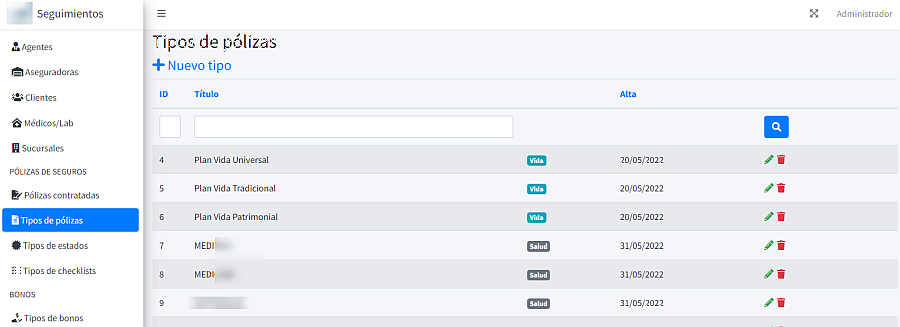 Seguimientos
Administrador
Agentes
Aseguradoras
Clientes
Médicos/Lab
Sucursales
PÓLIZAS DE SEGUROS
Pólizas contratadas
Tipos de pólizas
Tipos de estados
Tipos de checklists
BONOS
Tipos de bonos
Tipos de pólizas
Nuevo tipo
ID Título Alta
4 Plan Vida Universal Vida 20/05/2022
5 Plan Vida Tradicional Vida 20/05/2022
6 Plan Vida Patrimonial Vida 20/05/2022
7 MEDI Salud 31/05/2022
8 MEDI Salud 31/05/2022
9 Salud 31/05/2022